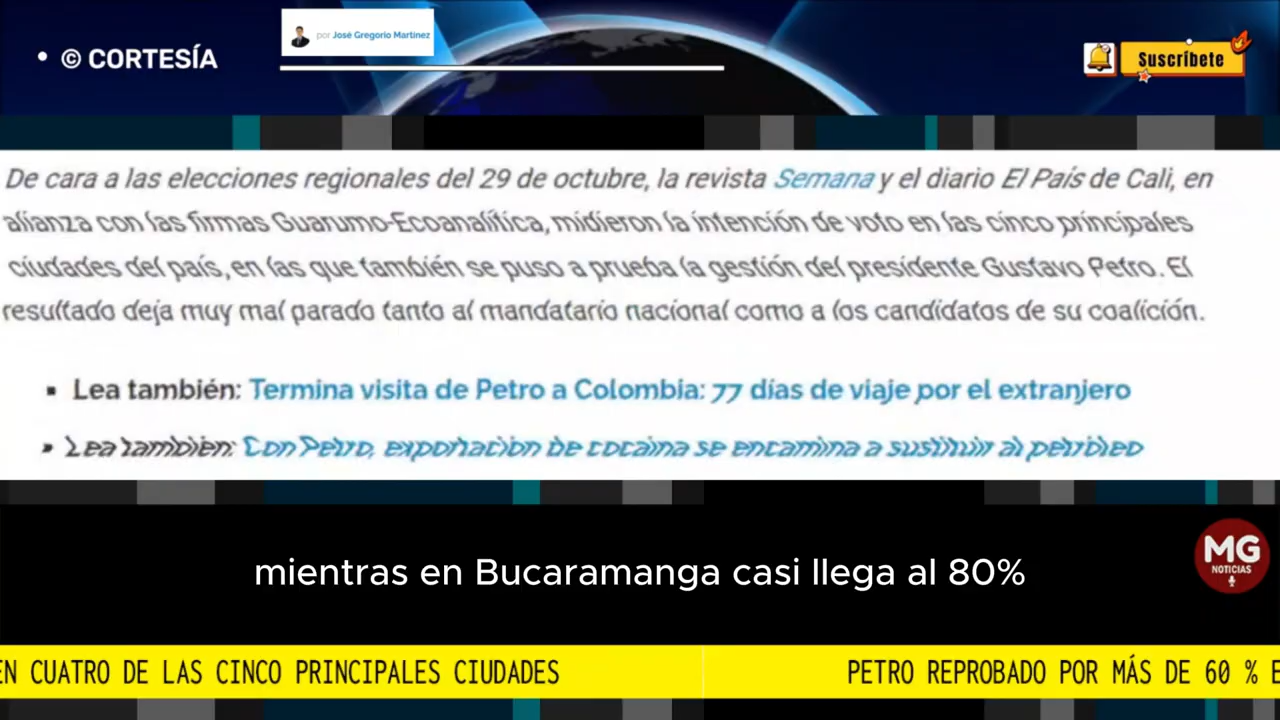 • © CORTESÍA
por José Gregorio Martínez
Suscríbete
De cara a las elecciones regionales del 29 de octubre, la revista Semana y el diario El País de Cali, en
alianza con las firmas Guarumo-Ecoanalítica, midieron la intención de voto en las cinco principales
ciudades del país, en las que también se puso a prueba la gestión del presidente Gustavo Petro. El
resultado deja muy mal parado tanto al mandatario nacional como a los candidatos de su coalición.
▪ Lea también: Termina visita de Petro a Colombia: 77 días de viaje por el extranjero
▪ Lea también: Con Petro, exportación de cocaína se encamina a sustituir al petróleo
mientras en Bucaramanga casi llega al 80%
MG
NOTICIAS
EN CUATRO DE LAS CINCO PRINCIPALES CIUDADES
PETRO REPROBADO POR MÁS DE 60 % E